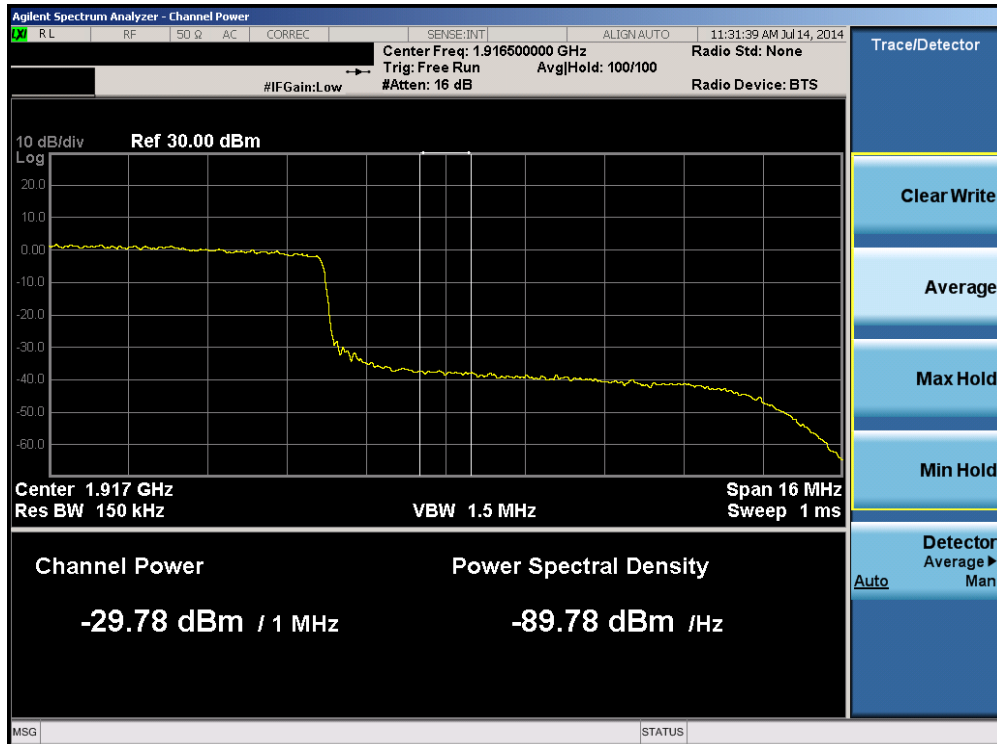 Agilent Spectrum Analyzer - Channel Power
LXI RL RF 50 Ω AC CORREC SENSE:INT ALIGN AUTO 11:31:39 AM Jul 14, 2014
Center Freq: 1.916500000 GHz Radio Std: None
Trig: Free Run Avg|Hold: 100/100
#IFGain:Low #Atten: 16 dB Radio Device: BTS
10 dB/div Ref 30.00 dBm
Log
20.0
10.0
0.00
-10.0
-20.0
-30.0
-40.0
-50.0
-60.0
Center 1.917 GHz Span 16 MHz
Res BW 150 kHz VBW 1.5 MHz Sweep 1 ms
Channel Power Power Spectral Density
-29.78 dBm / 1 MHz -89.78 dBm /Hz
MSG STATUS
Trace/Detector
Clear Write
Average
Max Hold
Min Hold
Detector
Average▶
Auto Man